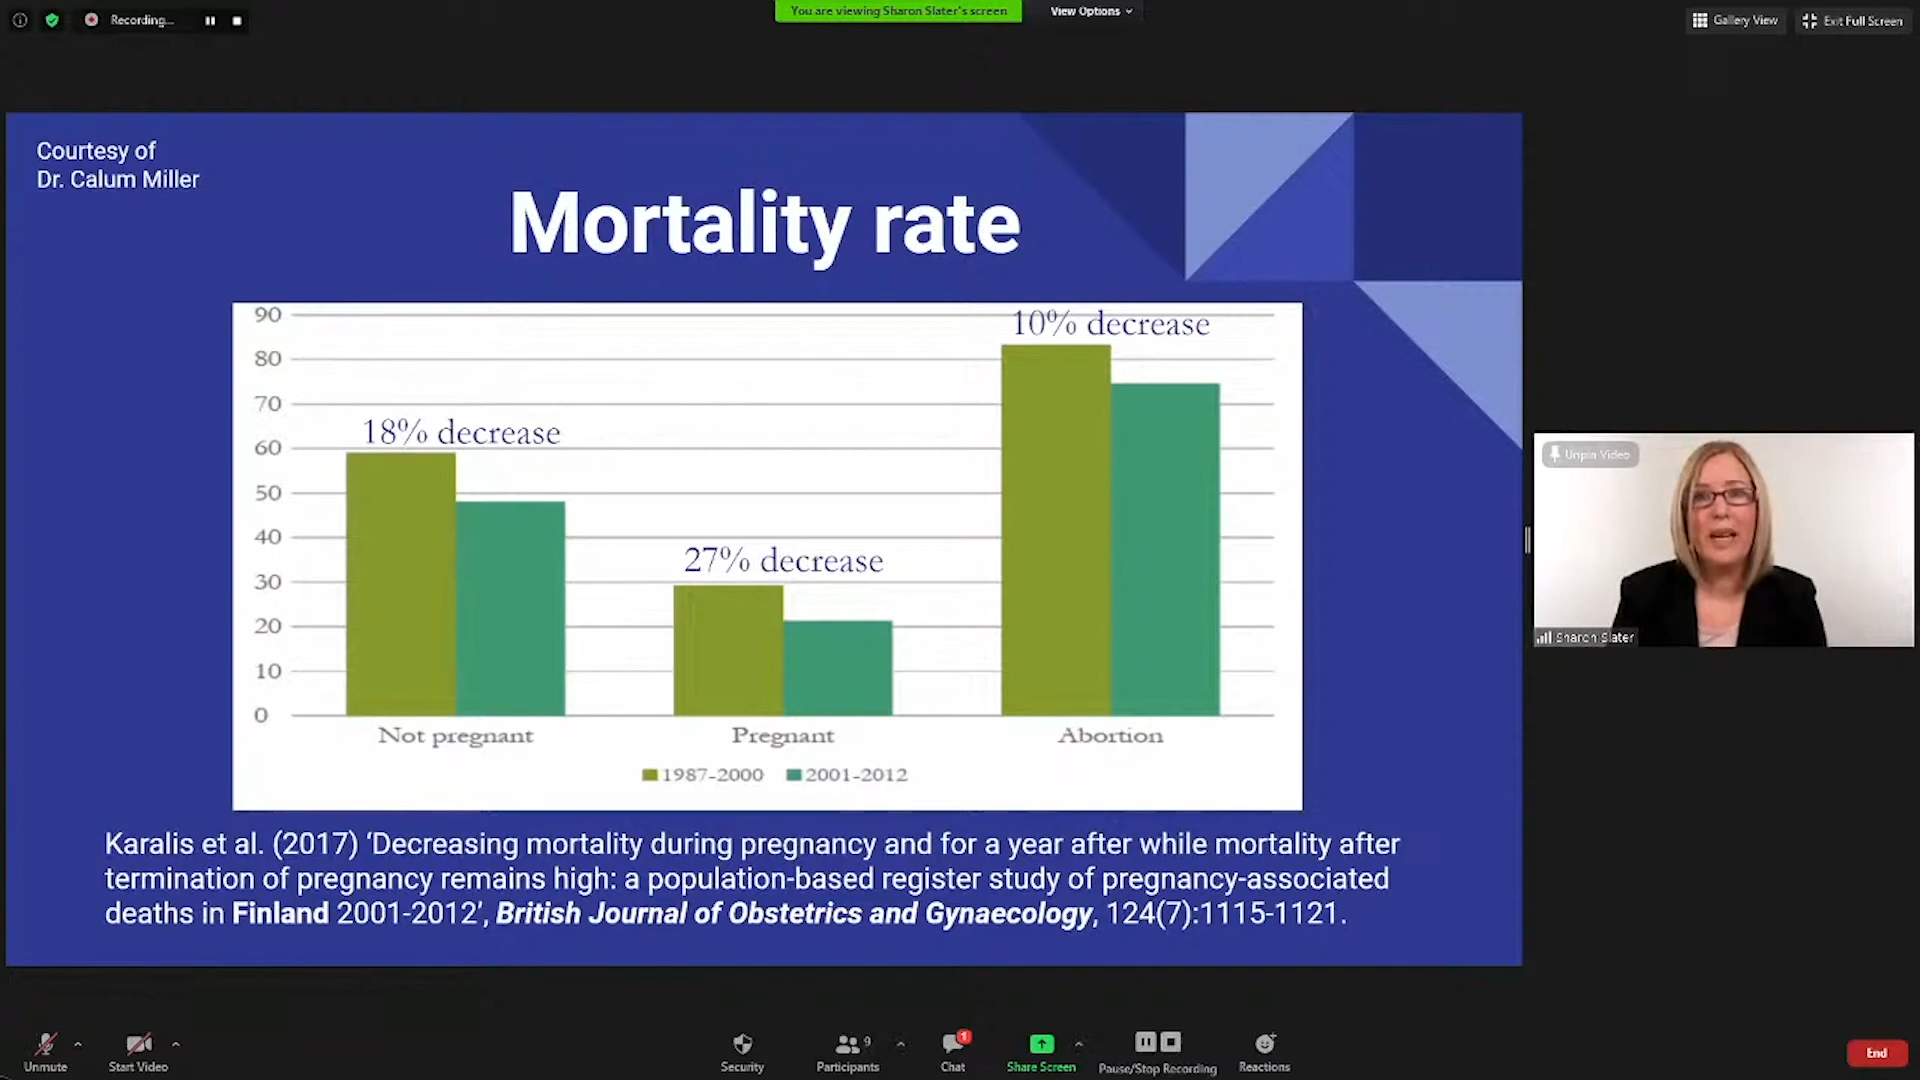 Recording...
You are viewing Sharon Slater's screen
View Options
Gallery View
Exit Full Screen
Courtesy of
Dr. Calum Miller
Mortality rate
90
80
70
60
50
40
30
20
10
0
18% decrease
27% decrease
10% decrease
Not pregnant
Pregnant
Abortion
1987-2000
2001-2012
Karalis et al. (2017) ‘Decreasing mortality during pregnancy and for a year after while mortality after
termination of pregnancy remains high: a population-based register study of pregnancy-associated
deaths in Finland 2001-2012’, British Journal of Obstetrics and Gynaecology, 124(7):1115-1121.
Unpin Video
Sharon Slater
Unmute
Start Video
Security
Participants
9
Chat
1
Share Screen
Pause/Stop Recording
Reactions
End